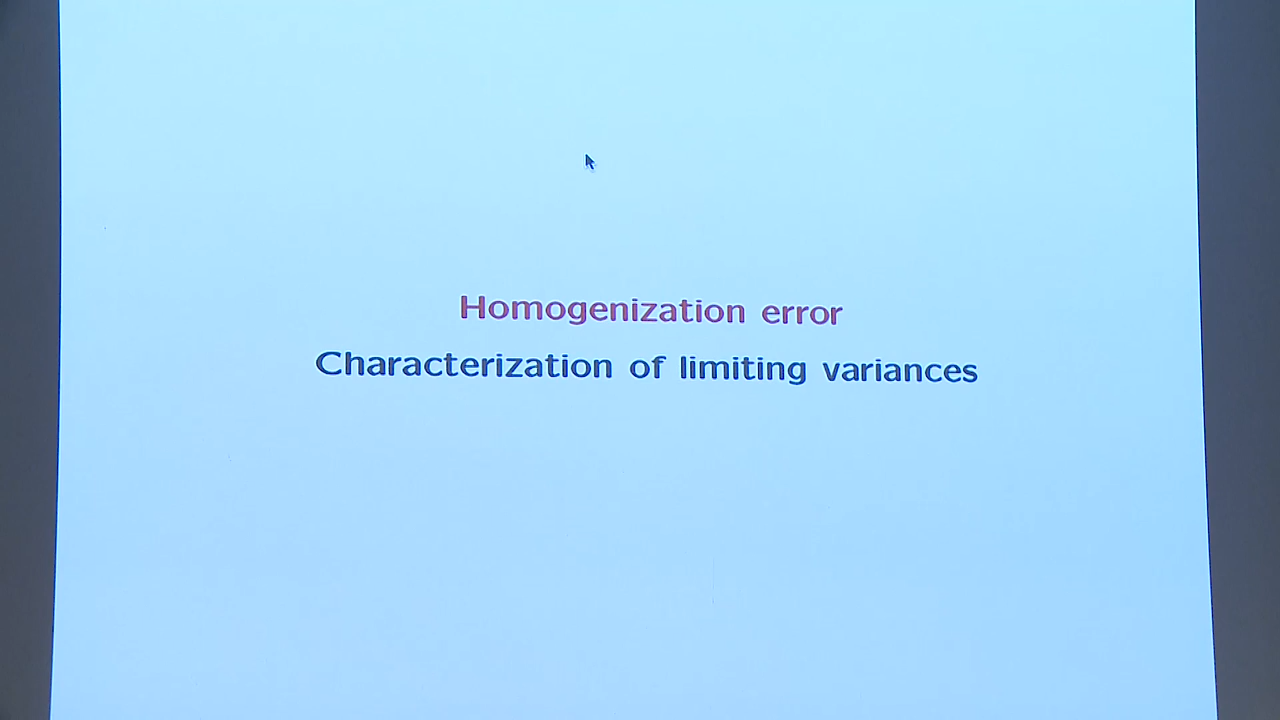 Homogenization error
Characterization of limiting variances